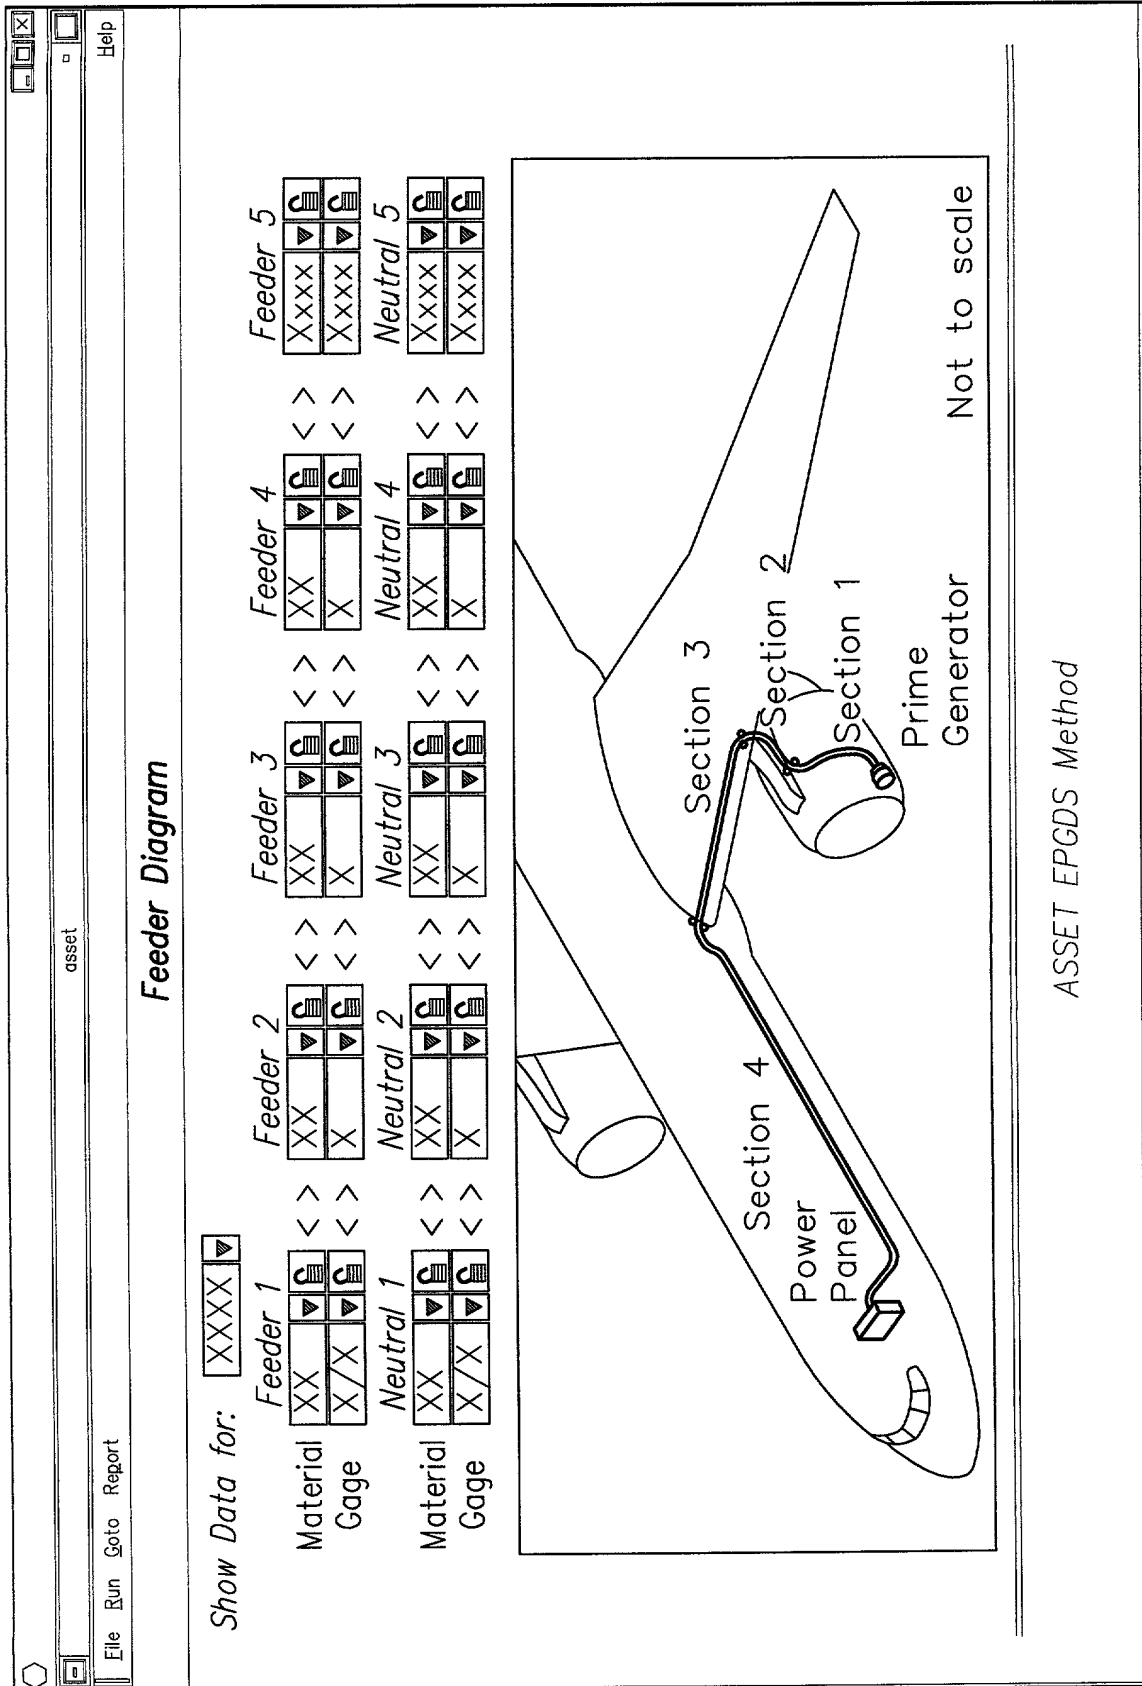 asset
File Run Goto Report Help
Feeder Diagram
Show Data for: XXXX
Feeder 1 Feeder 2 Feeder 3 Feeder 4 Feeder 5
Material XX <> XX <> XX <> XX <> Xxxx
Gage X/X <> X <> X <> X <> Xxxx
Neutral 1 Neutral 2 Neutral 3 Neutral 4 Neutral 5
Material XX <> XX <> XX <> XX <> Xxxx
Gage X/X <> X <> X <> X <> Xxxx
Section 3
Section 4
Section 2
Power
Panel
Section 1
Prime
Generator
Not to scale
ASSET EPGDS Method